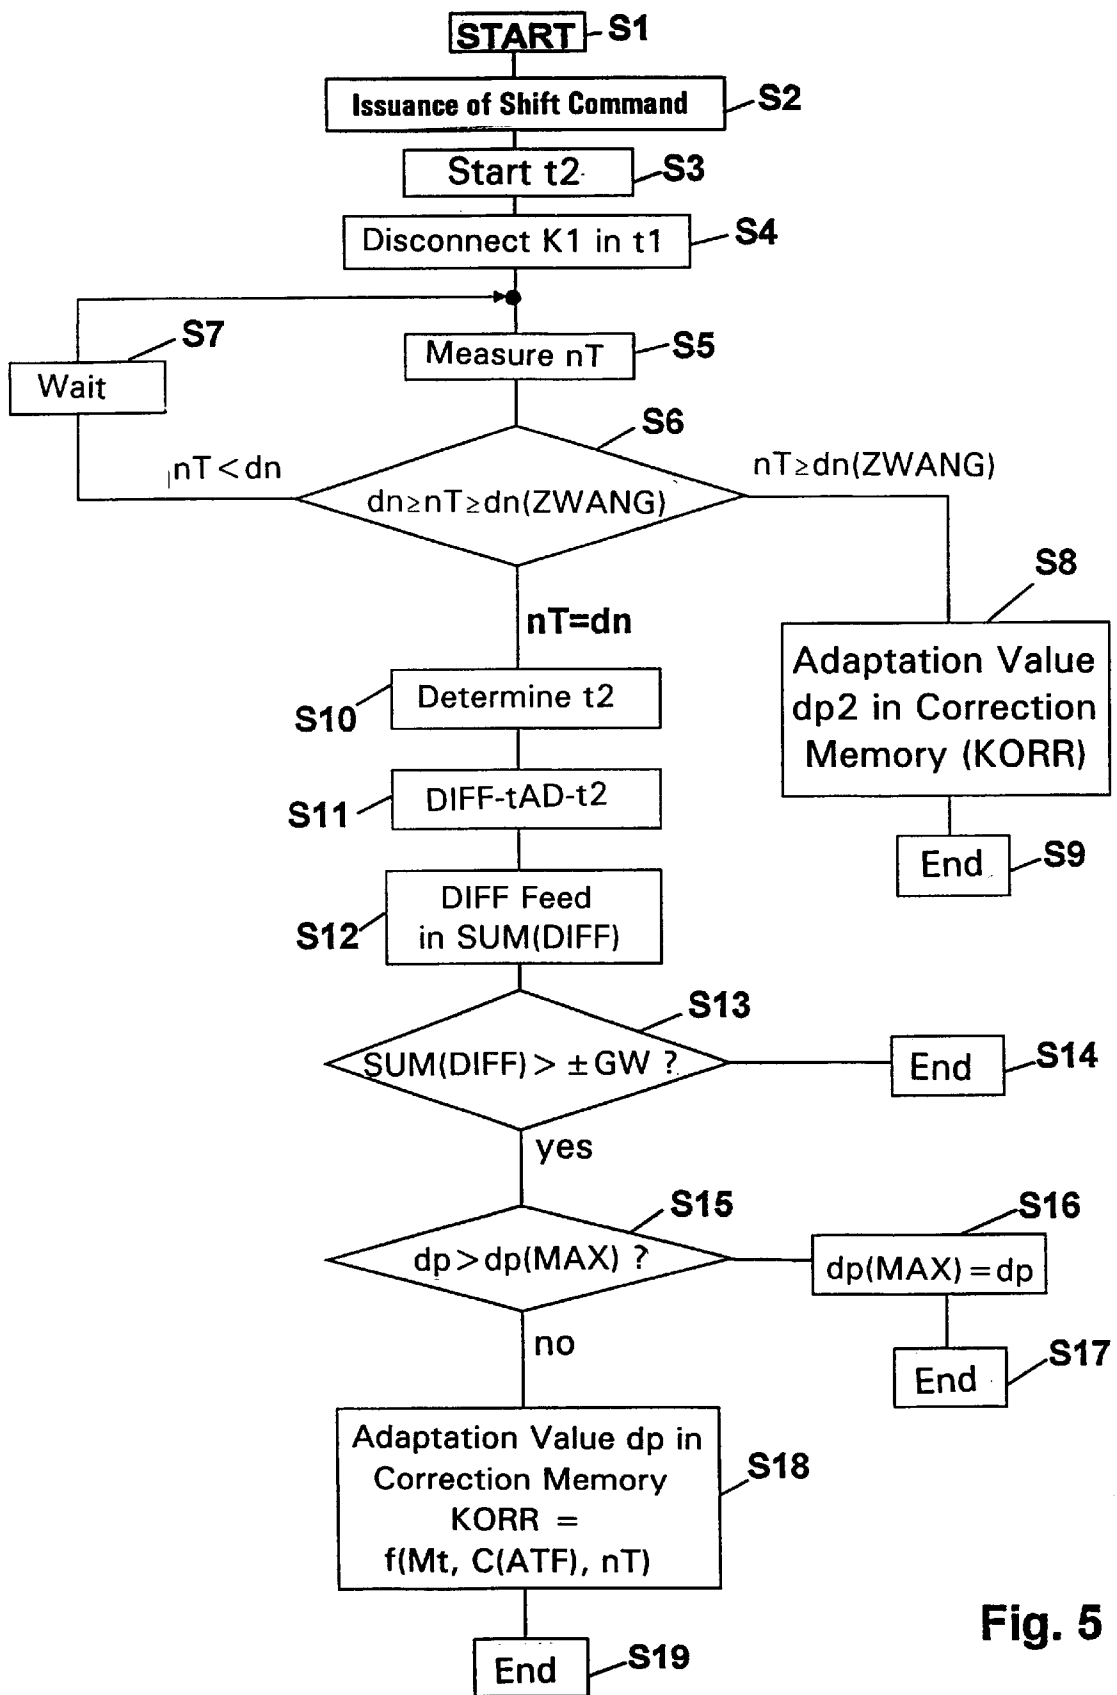 START
S1
Issuance of Shift Command
S2
Start t2
S3
Disconnect K1 in t1
S4
S7
Wait
Measure nT
S5
S6
nT<dn
dn≥nT≥dn(ZWANG)
nT≥dn(ZWANG)
S8
nT=dn
Adaptation Value
dp2 in Correction
Memory (KORR)
Determine t2
S10
DIFF-tAD-t2
S11
End
S9
DIFF Feed
in SUM(DIFF)
S12
S13
SUM(DIFF)> ±GW ?
End
S14
yes
S15
dp>dp(MAX) ?
S16
dp(MAX)=dp
no
End
S17
Adaptation Value dp in
Correction Memory
KORR =
f(Mt, C(ATF), nT)
S18
End
S19
Fig. 5